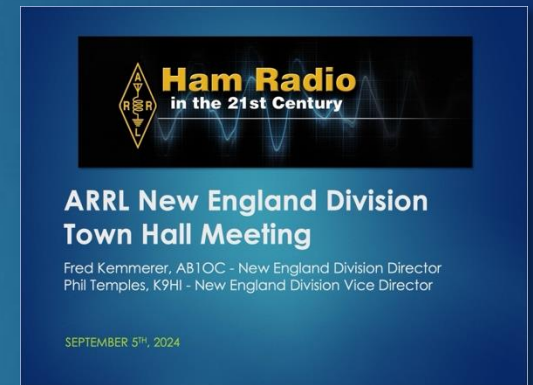 A
R R
L
Ham Radio
in the 21st Century
ARRL New England Division
Town Hall Meeting
Fred Kemmerer, AB1OC - New England Division Director
Phil Temples, K9HI - New England Division Vice Director
SEPTEMBER 5TH, 2024